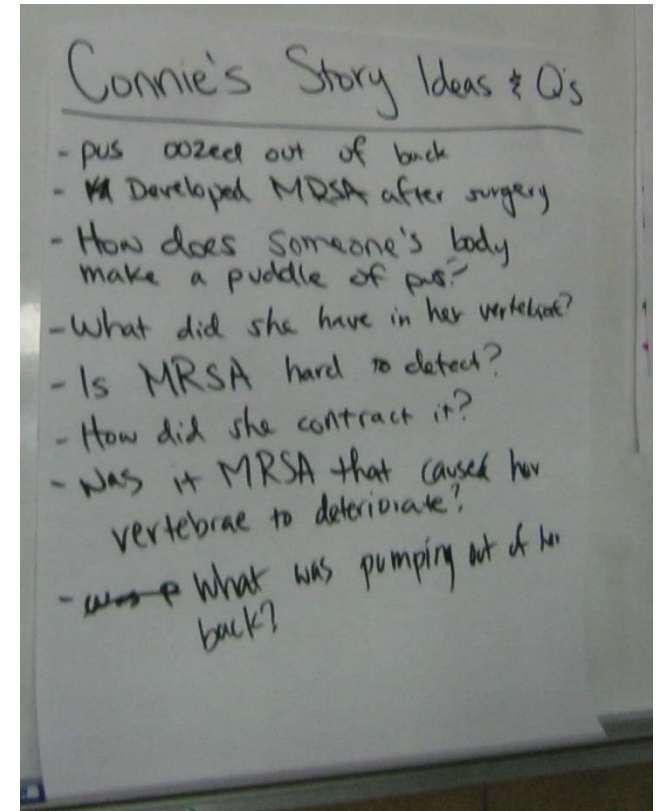 Connie's Story Ideas & Q's
- pus oozed out of back
- Developed MRSA after surgery
- How does someone's body
make a puddle of pus?
- What did she have in her vertebrae?
- Is MRSA hard to detect?
- How did she contract it?
- Was it MRSA that caused her
vertebrae to deteriorate?
- What was pumping out of her
back?